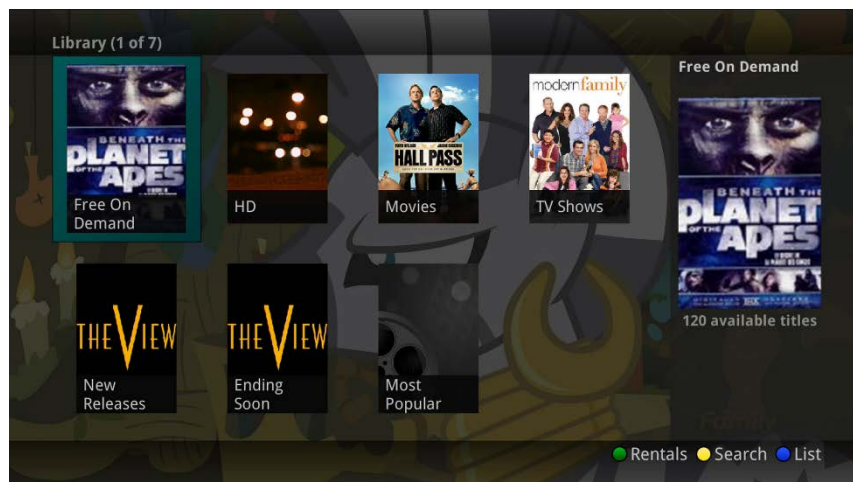 Library (1 of 7)
Free On Demand
BENEATH THE
PLANET
OF THE
APES
Free On
Demand
HD
HALL PASS
Movies
modern family
TV Shows
BENEATH THE
PLANET
OF THE
APES
120 available titles
THE VIEW
New
Releases
THE VIEW
Ending
Soon
Most
Popular
Family
Rentals
Search
List